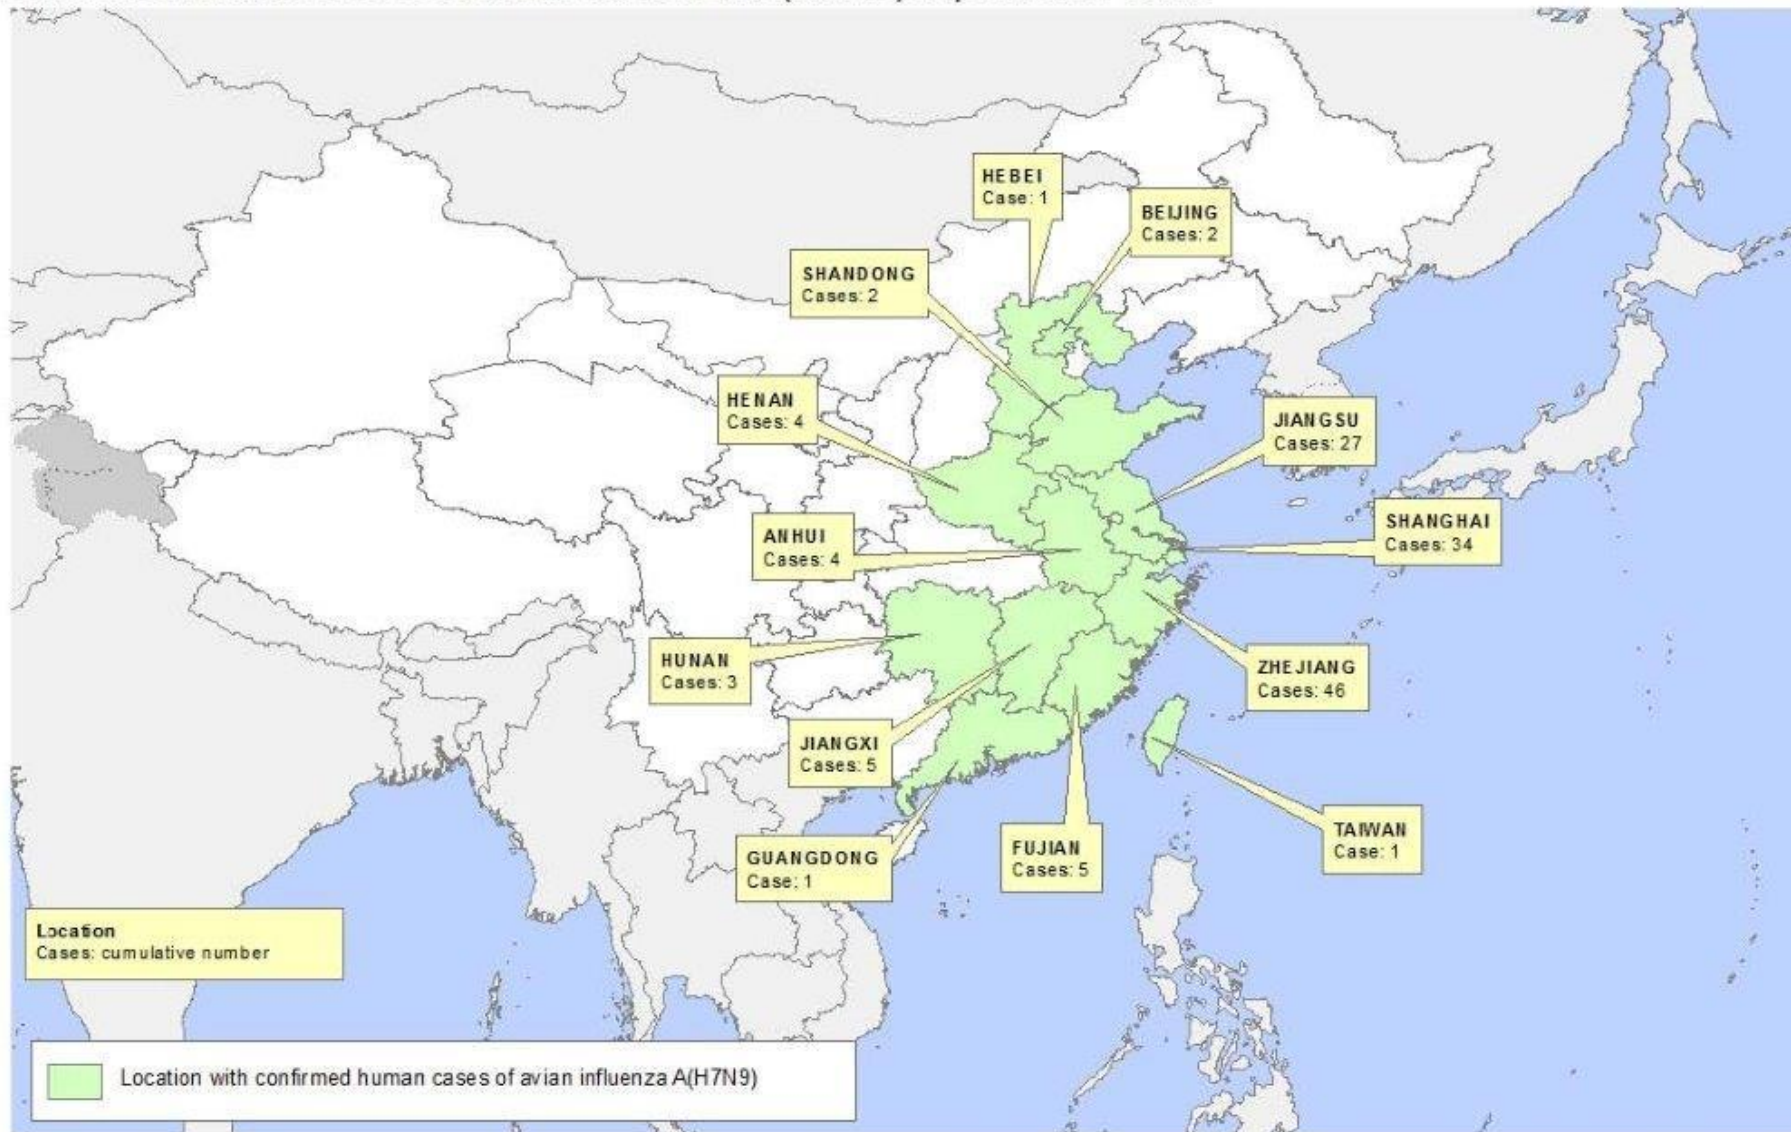 HEBEI
Case: 1
BEIJING
Cases: 2
SHANDONG
Cases: 2
HENAN
Cases: 4
JIANGSU
Cases: 27
SHANGHAI
Cases: 34
ANHUI
Cases: 4
HUNAN
Cases: 3
ZHEJIANG
Cases: 46
JIANGXI
Cases: 5
TAIWAN
Case: 1
GUANGDONG
Case: 1
FUJIAN
Cases: 5
Location
Cases: cumulative number
Location with confirmed human cases of avian influenza A(H7N9)